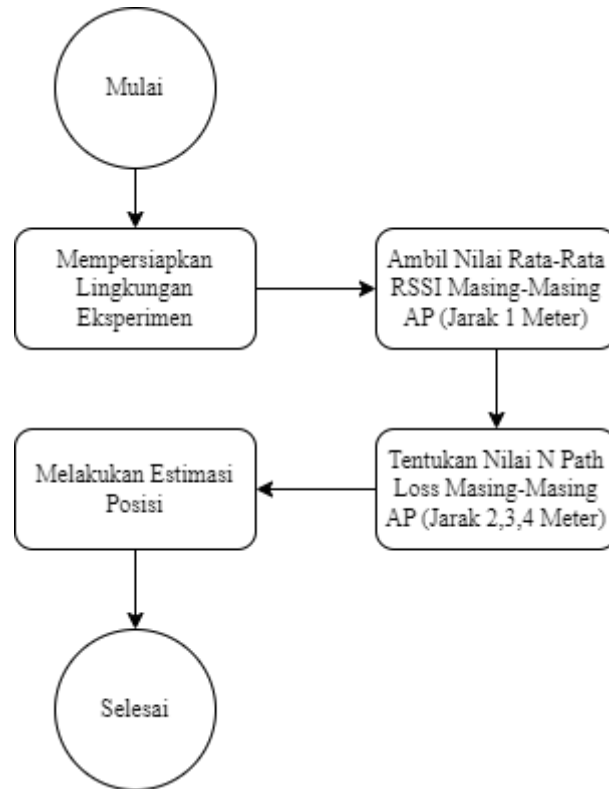 Mulai
Mempersiapkan
Lingkungan
Eksperimen
Ambil Nilai Rata-Rata
RSSI Masing-Masing
AP (Jarak 1 Meter)
Tentukan Nilai N Path
Loss Masing-Masing
AP (Jarak 2,3,4 Meter)
Melakukan Estimasi
Posisi
Selesai